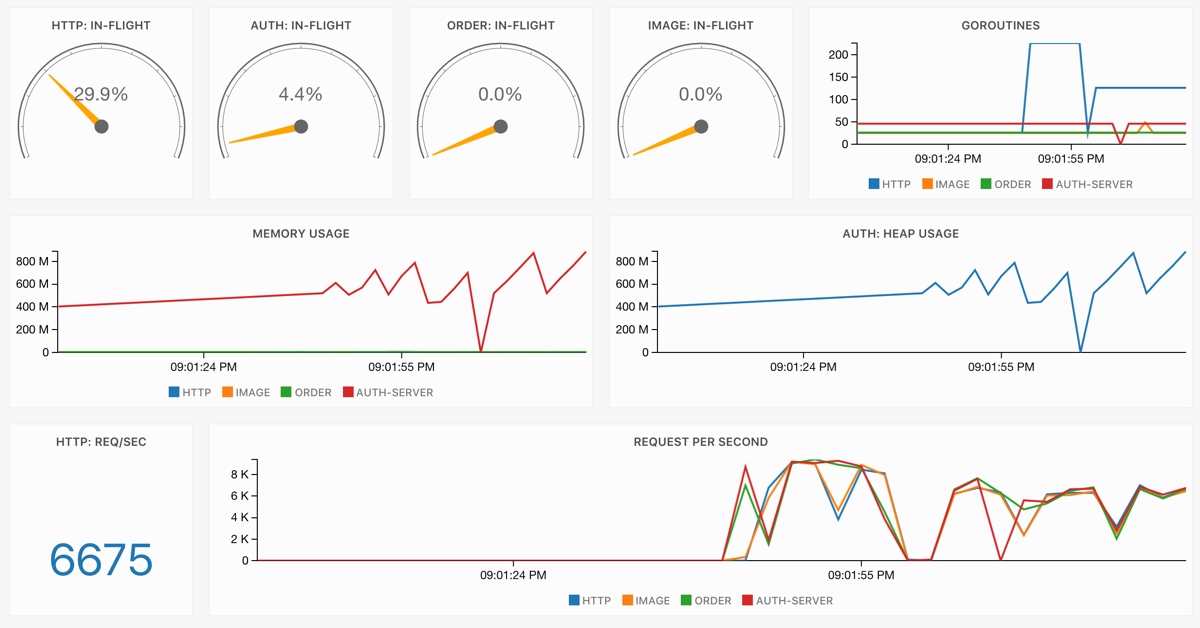 HTTP: IN-FLIGHT
29.9%
AUTH: IN-FLIGHT
4.4%
ORDER: IN-FLIGHT
0.0%
IMAGE: IN-FLIGHT
0.0%
GOROUTINES
200
150
100
50
0
09:01:24 PM 09:01:55 PM
HTTP IMAGE ORDER AUTH-SERVER
MEMORY USAGE
800 M
600 M
400 M
200 M
0
09:01:24 PM 09:01:55 PM
HTTP IMAGE ORDER AUTH-SERVER
AUTH: HEAP USAGE
800 M
600 M
400 M
200 M
0
09:01:24 PM 09:01:55 PM
HTTP: REQ/SEC
6675
REQUEST PER SECOND
8 K
6 K
4 K
2 K
0
09:01:24 PM 09:01:55 PM
HTTP IMAGE ORDER AUTH-SERVER